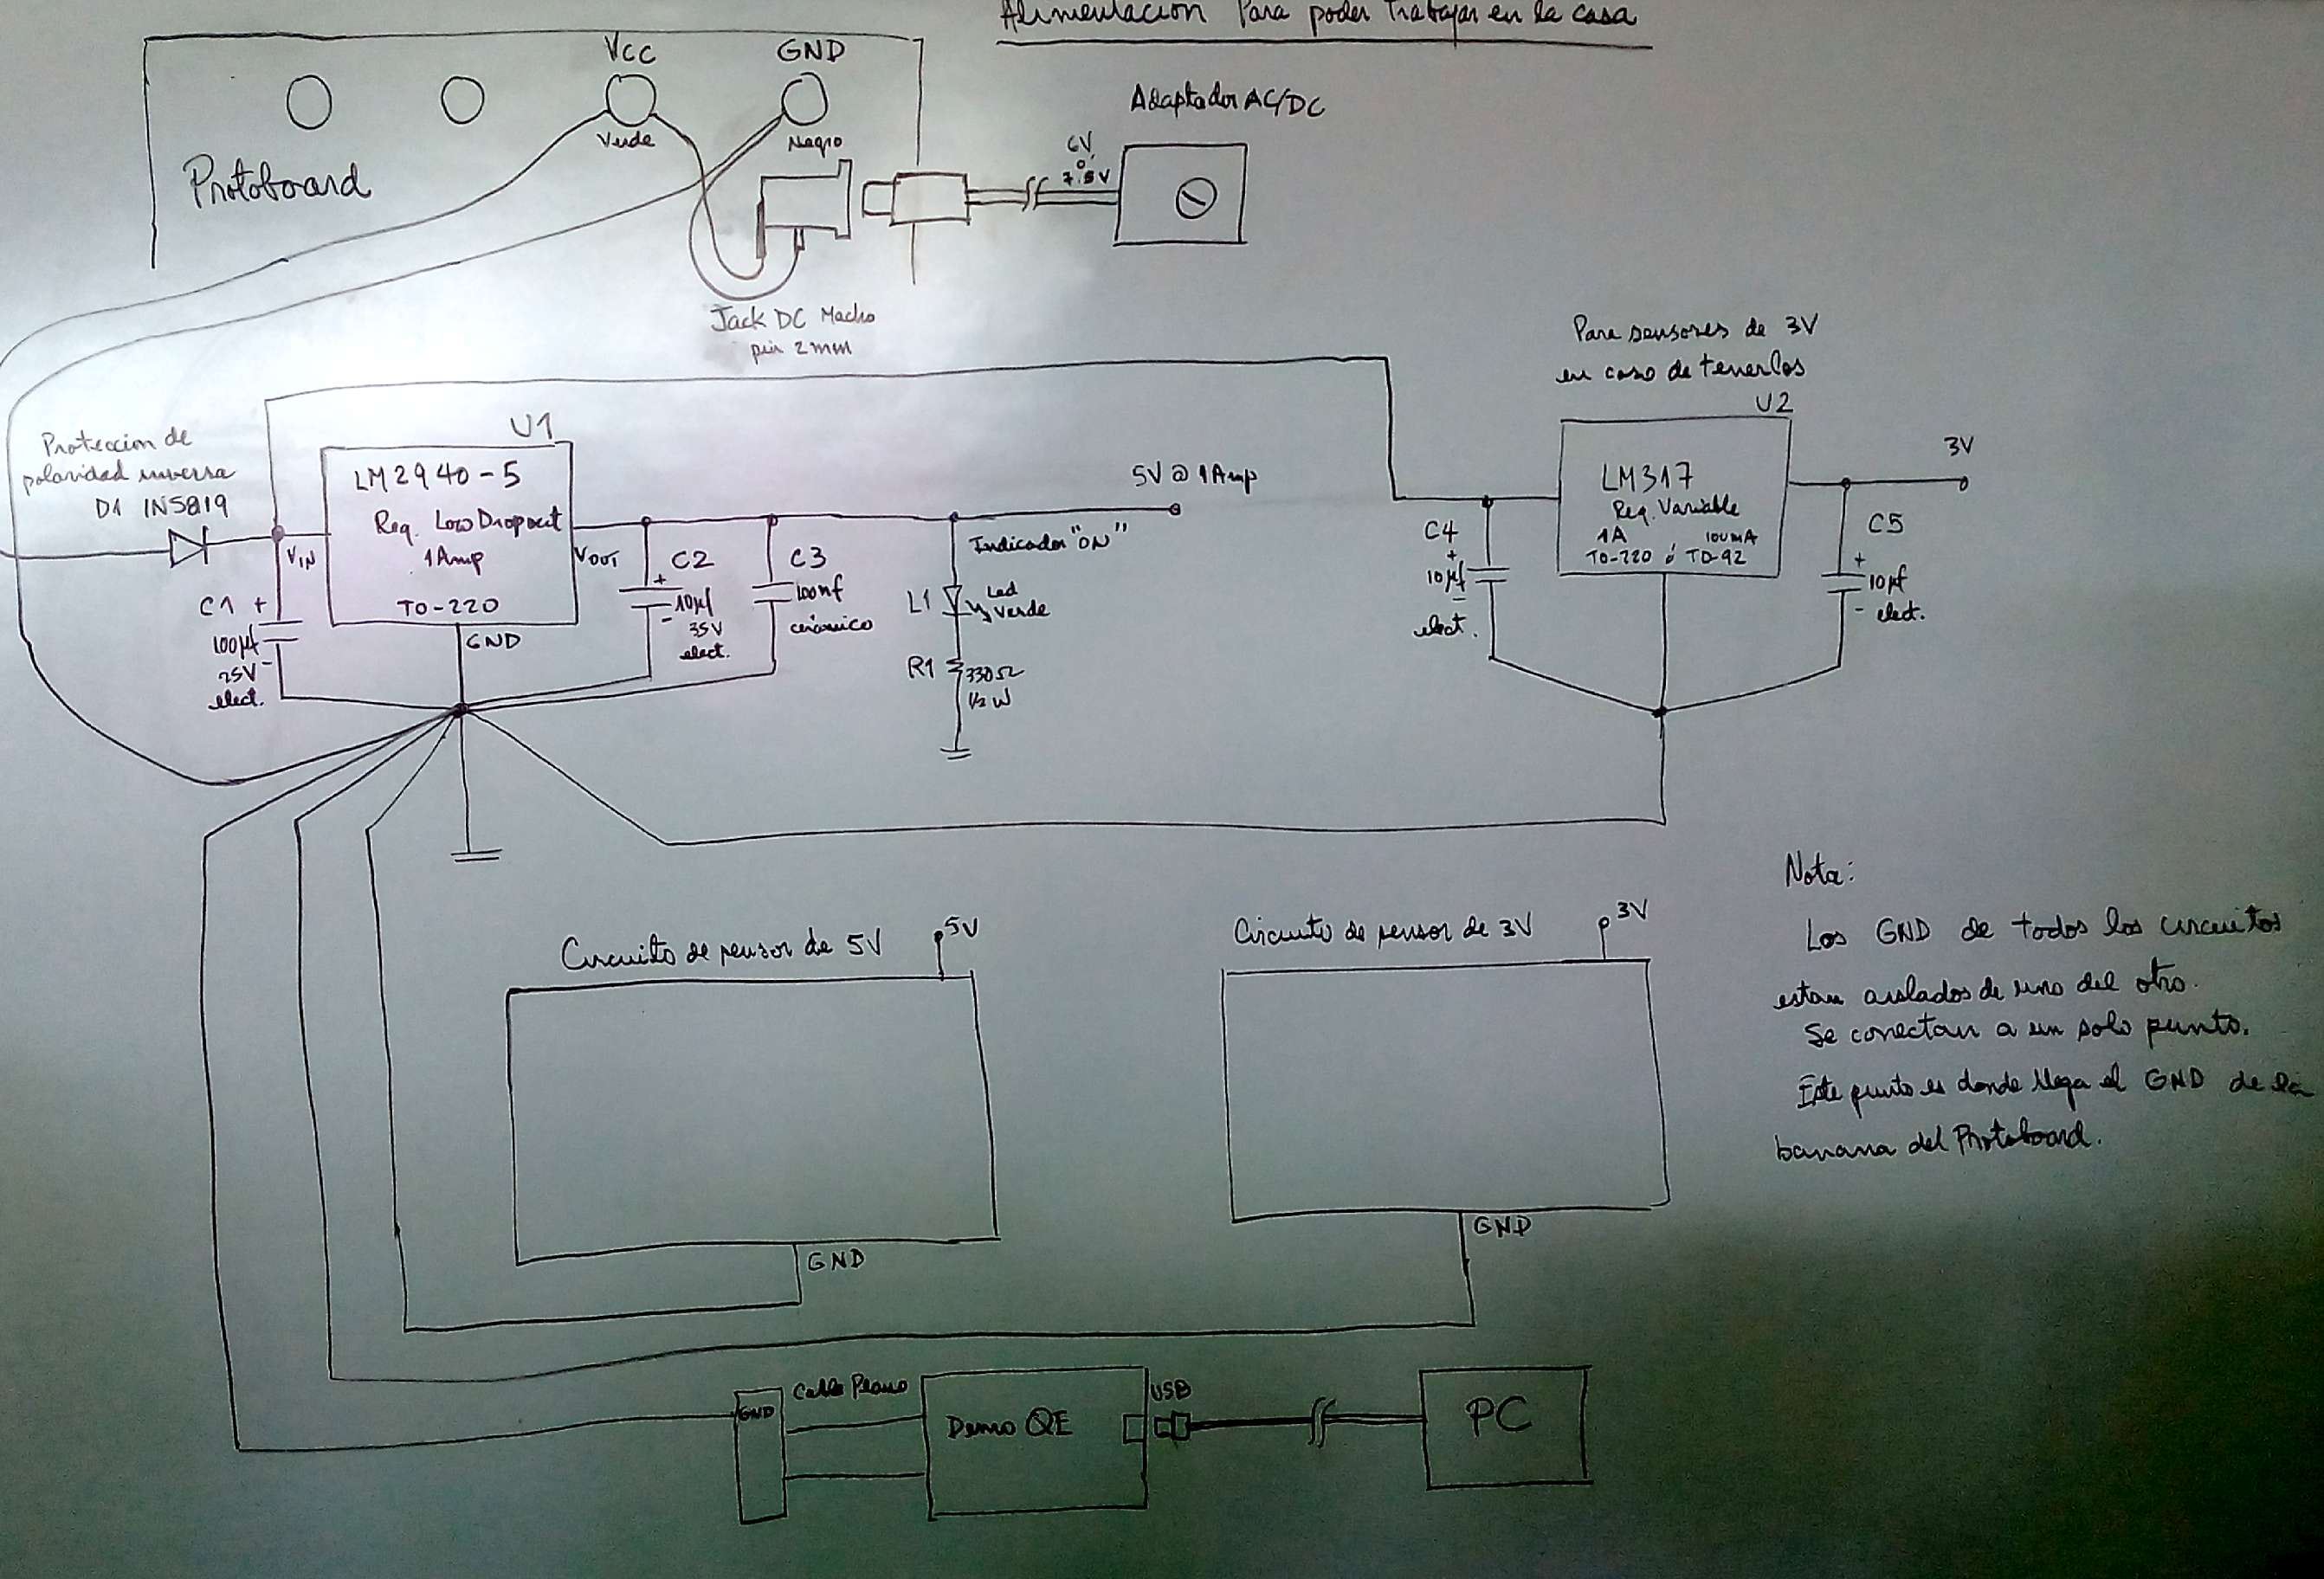 Alimentacion Para poder Trabajar en la casa
Vcc
GND
Verde
Negro
Protoboard
Adaptador AC/DC
6V
ó
7.5V
Jack DC Macho
pin 2mm
Para sensores de 3V
en caso de tenerlos
Proteccion de
polaridad inversa
D1 1N5819
U1
LM2940-5
Reg. Low Dropout
1Amp
TO-220
VIN
VOUT
GND
C1 +
100µf
25V -
elect.
C2
+
10µf
-
35V
elect.
C3
100nf
cerámico
5V @ 1Amp
Indicador "ON"
L1
Led
Verde
R1
330Ω
1/2 W
U2
LM317
Reg. Variable
1A 100mA
TO-220 ó TO-92
3V
C4
+
10µf
-
elect.
C5
+
10µf
- elect.
Circuito de sensor de 5V
5V
GND
Circuito de sensor de 3V
3V
GND
Nota:
Los GND de todos los circuitos
estan aislados de uno del otro.
Se conectan a un solo punto.
Este punto es donde llega el GND de la
banana del Protoboard.
GND
Cable Plano
Demo QE
USB
PC